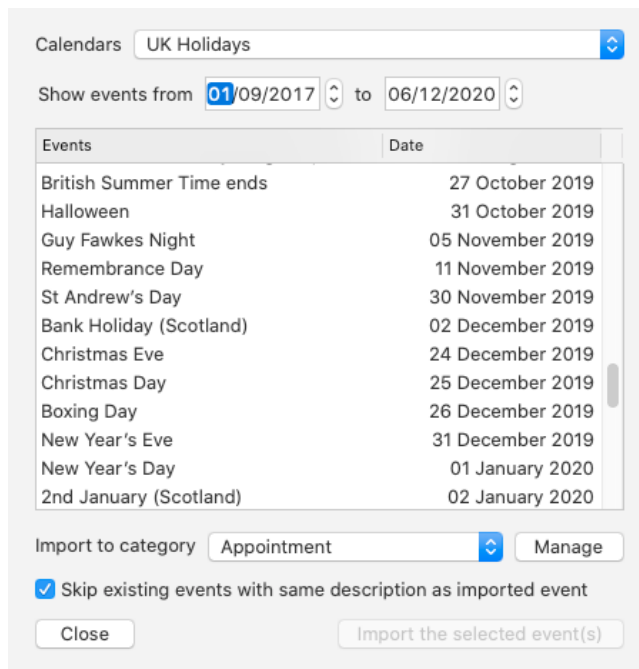 Calendars UK Holidays
Show events from 01/09/2017 to 06/12/2020
Events Date
British Summer Time ends 27 October 2019
Halloween 31 October 2019
Guy Fawkes Night 05 November 2019
Remembrance Day 11 November 2019
St Andrew's Day 30 November 2019
Bank Holiday (Scotland) 02 December 2019
Christmas Eve 24 December 2019
Christmas Day 25 December 2019
Boxing Day 26 December 2019
New Year's Eve 31 December 2019
New Year's Day 01 January 2020
2nd January (Scotland) 02 January 2020
Import to category Appointment Manage
Skip existing events with same description as imported event
Close Import the selected event(s)